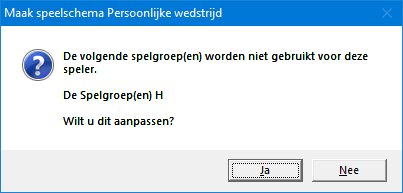 Maak speelschema Persoonlijke wedstrijd
De volgende spelgroep(en) worden niet gebruikt voor deze
speler.
De Spelgroep(en) H
Wilt u dit aanpassen?
Ja
Nee